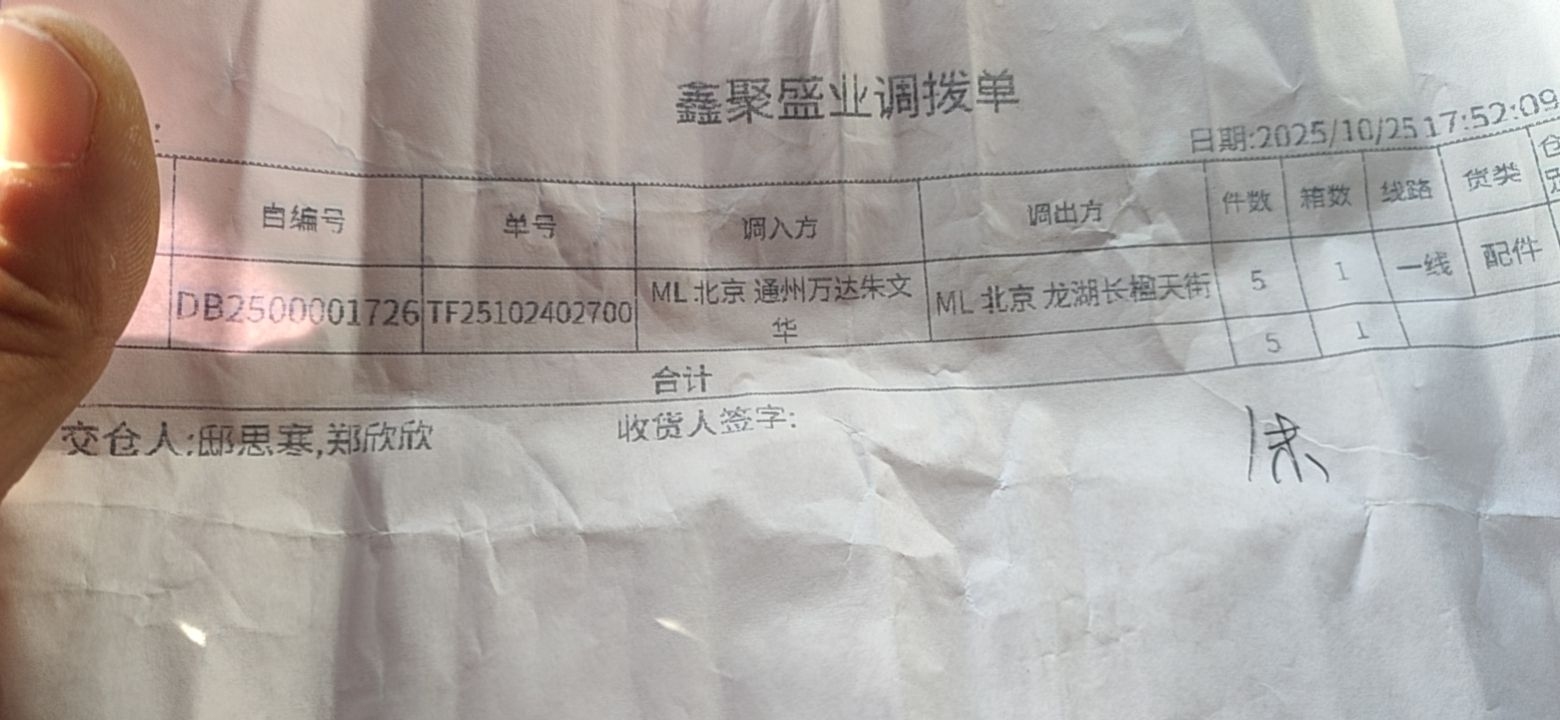 鑫聚盛业调拨单
日期:2025/10/25 17:52:09
自编号 单号 调入方 调出方 件数 箱数 线路 货类
DB2500001726 TF25102402700 ML 北京 通州万达朱文华 ML 北京 龙湖长楹天街 5 1 一线 配件
合计 5 1
交仓人:邸思寒,郑欣欣 收货人签字: